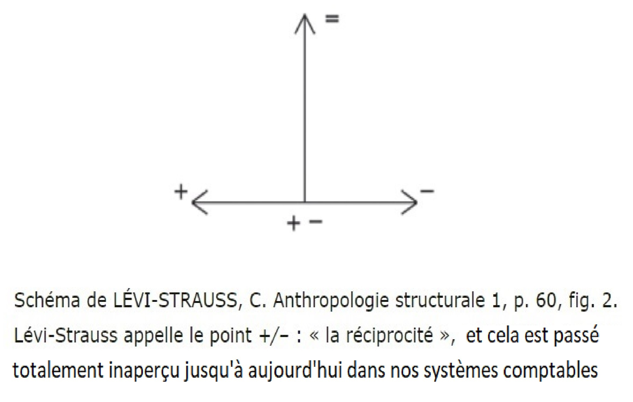 =
+ −
+ −
Schéma de LÉVI-STRAUSS, C. Anthropologie structurale 1, p. 60, fig. 2.
Lévi-Strauss appelle le point +/– : « la réciprocité », et cela est passé
totalement inaperçu jusqu'à aujourd'hui dans nos systèmes comptables